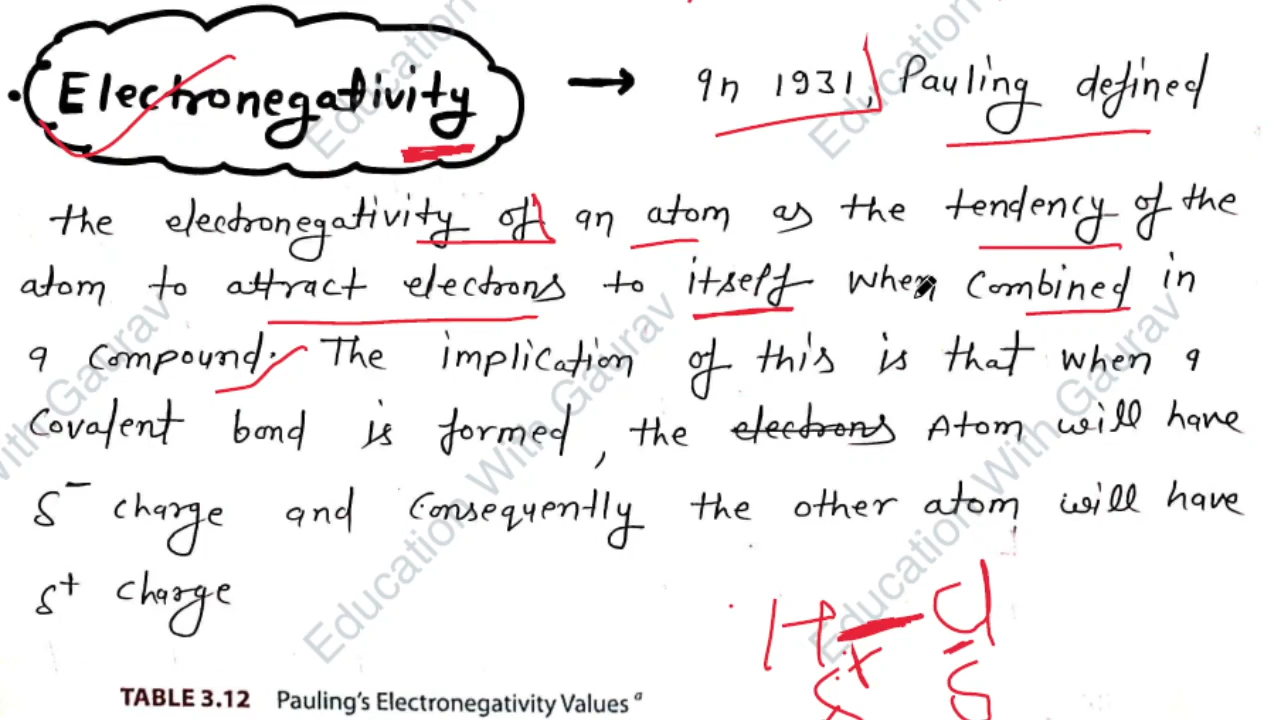 • Electronegativity → In 1931, Pauling defined
the electronegativity of an atom as the tendency of the
atom to attract electrons to itself when combined in
a compound. The implication of this is that when a
covalent bond is formed, the electrons Atom will have
δ⁻ charge and consequently the other atom will have
δ⁺ charge
H — Cl
δ⁺ δ⁻
TABLE 3.12 Pauling's Electronegativity Values ᵃ
Education With Gaurav